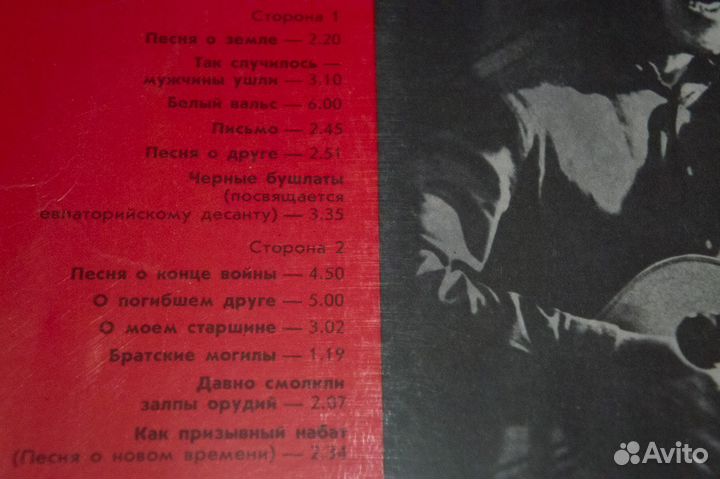 Сторона 1
Песня о земле — 2.20
Так случилось —
мужчины ушли — 3.10
Белый вальс — 6.00
Письмо — 2.45
Песня о друге — 2.51
Черные бушлаты
(посвящается
евпаторийскому десанту) — 3.35
Сторона 2
Песня о конце войны — 4.50
О погибшем друге — 5.00
О моем старшине — 3.02
Братские могилы — 1.19
Давно смолкли
залпы орудий — 2.07
Как призывный набат
(Песня о новом времени) — 2.34
Avito